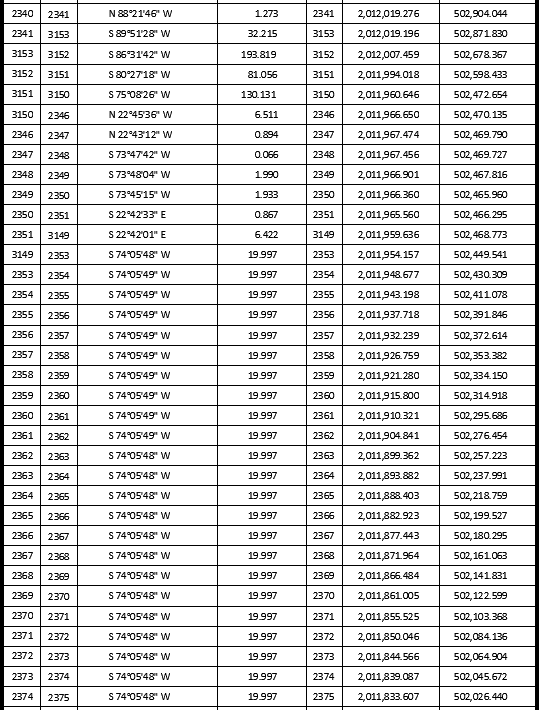 2340 2341 N 88°21'46" W 1.273 2341 2,012,019.276 502,904.044
2341 3153 S 89°51'28" W 32.215 3153 2,012,019.196 502,871.830
3153 3152 S 86°31'42" W 193.819 3152 2,012,007.459 502,678.367
3152 3151 S 80°27'18" W 81.056 3151 2,011,994.018 502,598.433
3151 3150 S 75°08'26" W 130.131 3150 2,011,960.646 502,472.654
3150 2346 N 22°45'36" W 6.511 2346 2,011,966.650 502,470.135
2346 2347 N 22°43'12" W 0.894 2347 2,011,967.474 502,469.790
2347 2348 S 73°47'42" W 0.066 2348 2,011,967.456 502,469.727
2348 2349 S 73°48'04" W 1.990 2349 2,011,966.901 502,467.816
2349 2350 S 73°45'15" W 1.933 2350 2,011,966.360 502,465.960
2350 2351 S 22°42'33" E 0.867 2351 2,011,965.560 502,466.295
2351 3149 S 22°42'01" E 6.422 3149 2,011,959.636 502,468.773
3149 2353 S 74°05'48" W 19.997 2353 2,011,954.157 502,449.541
2353 2354 S 74°05'49" W 19.997 2354 2,011,948.677 502,430.309
2354 2355 S 74°05'49" W 19.997 2355 2,011,943.198 502,411.078
2355 2356 S 74°05'49" W 19.997 2356 2,011,937.718 502,391.846
2356 2357 S 74°05'49" W 19.997 2357 2,011,932.239 502,372.614
2357 2358 S 74°05'49" W 19.997 2358 2,011,926.759 502,353.382
2358 2359 S 74°05'49" W 19.997 2359 2,011,921.280 502,334.150
2359 2360 S 74°05'49" W 19.997 2360 2,011,915.800 502,314.918
2360 2361 S 74°05'49" W 19.997 2361 2,011,910.321 502,295.686
2361 2362 S 74°05'49" W 19.997 2362 2,011,904.841 502,276.454
2362 2363 S 74°05'48" W 19.997 2363 2,011,899.362 502,257.223
2363 2364 S 74°05'48" W 19.997 2364 2,011,893.882 502,237.991
2364 2365 S 74°05'48" W 19.997 2365 2,011,888.403 502,218.759
2365 2366 S 74°05'48" W 19.997 2366 2,011,882.923 502,199.527
2366 2367 S 74°05'48" W 19.997 2367 2,011,877.443 502,180.295
2367 2368 S 74°05'48" W 19.997 2368 2,011,871.964 502,161.063
2368 2369 S 74°05'48" W 19.997 2369 2,011,866.484 502,141.831
2369 2370 S 74°05'48" W 19.997 2370 2,011,861.005 502,122.599
2370 2371 S 74°05'48" W 19.997 2371 2,011,855.525 502,103.368
2371 2372 S 74°05'48" W 19.997 2372 2,011,850.046 502,084.136
2372 2373 S 74°05'48" W 19.997 2373 2,011,844.566 502,064.904
2373 2374 S 74°05'48" W 19.997 2374 2,011,839.087 502,045.672
2374 2375 S 74°05'48" W 19.997 2375 2,011,833.607 502,026.440